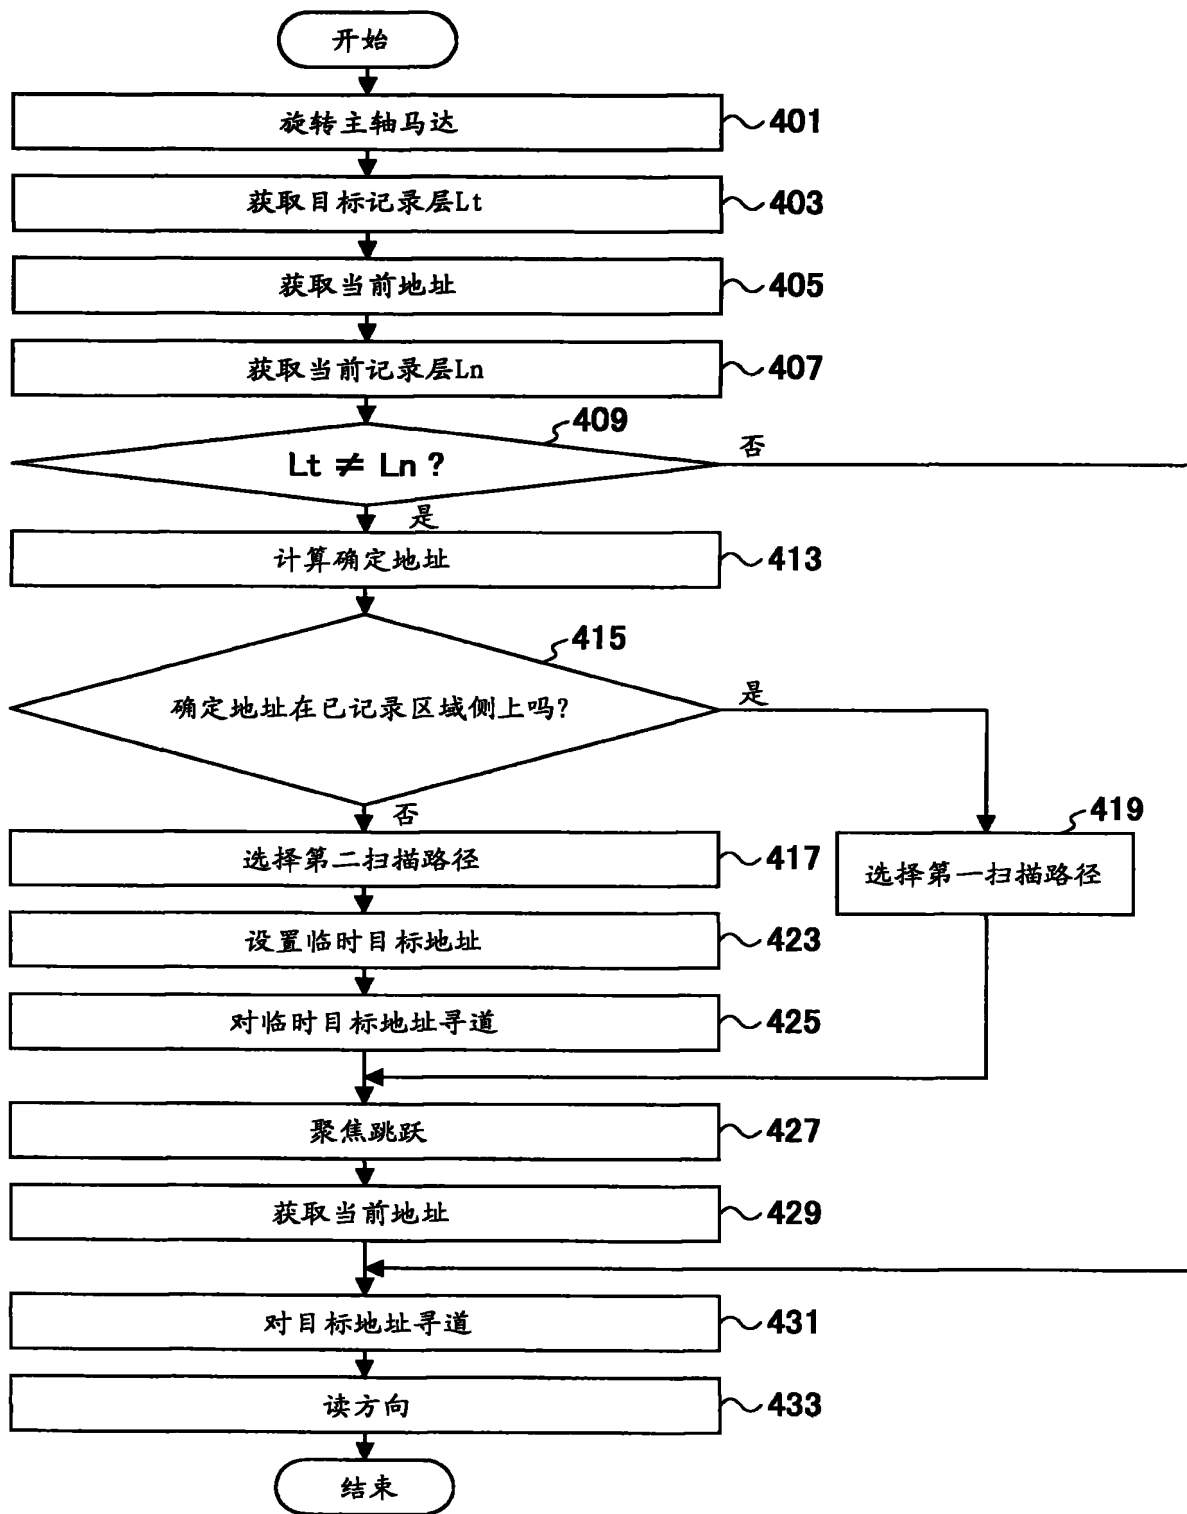 开始
旋转主轴马达
401
获取目标记录层Lt
403
获取当前地址
405
获取当前记录层Ln
407
409
Lt ≠ Ln ?
否
是
计算确定地址
413
415
确定地址在已记录区域侧上吗?
是
否
419
选择第二扫描路径
417
选择第一扫描路径
设置临时目标地址
423
对临时目标地址寻道
425
聚焦跳跃
427
获取当前地址
429
对目标地址寻道
431
读方向
433
结束